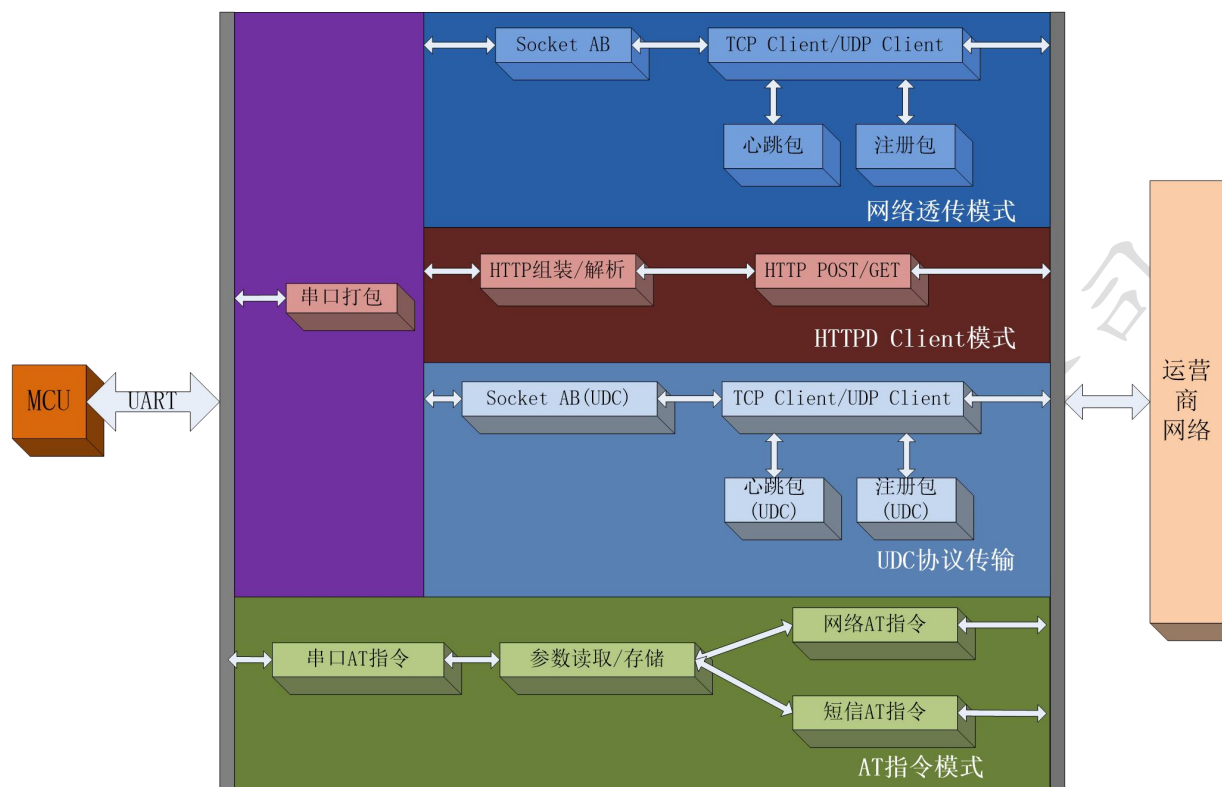 Socket AB
TCP Client/UDP Client
心跳包
注册包
网络透传模式
HTTP组装/解析
HTTP POST/GET
串口打包
HTTPD Client模式
MCU
UART
Socket AB(UDC)
TCP Client/UDP Client
心跳包
(UDC)
注册包
(UDC)
UDC协议传输
运营
商
网络
串口AT指令
参数读取/存储
网络AT指令
短信AT指令
AT指令模式
司